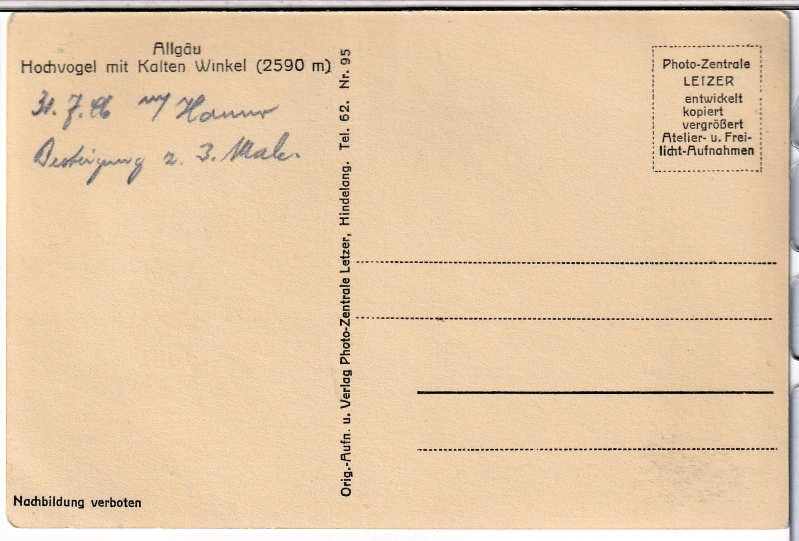 Allgäu
Hochvogel mit Kalten Winkel (2590 m)
31.7.46 m/ Hanne
Besteigung z. 3. Male.
Nachbildung verboten
Orig.-Aufn. u. Verlag Photo-Zentrale Letzer, Hindelang. Tel. 62. Nr. 95
Photo-Zentrale
LETZER
entwickelt
kopiert
vergrößert
Atelier- u. Frei-
licht-Aufnahmen